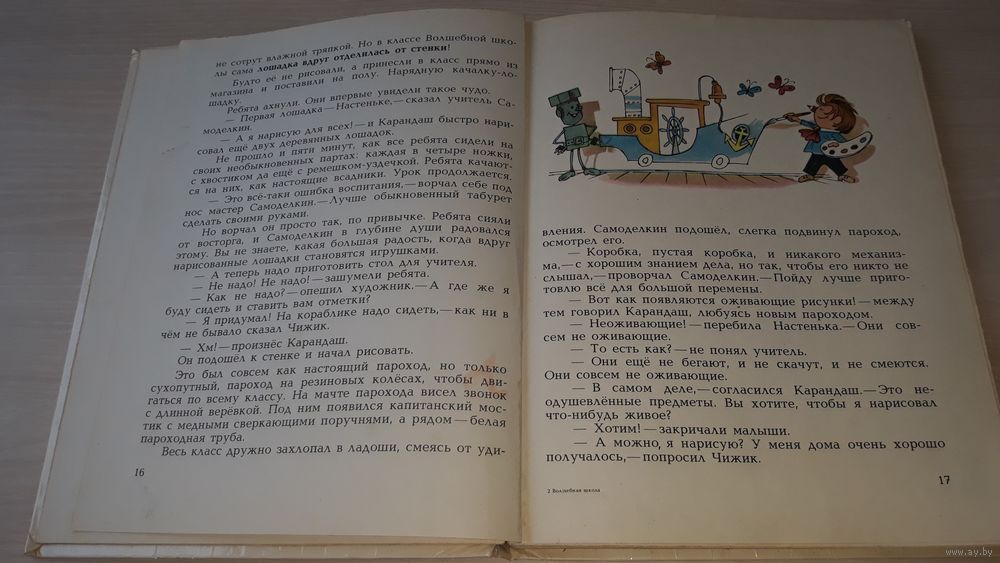 не сотрут влажной тряпкой. Но в классе Волшебной шко-
лы сама лошадка вдруг отделилась от стенки!
Будто её не рисовали, а принесли в класс прямо из
магазина и поставили на полу. Нарядную качалку-ло-
шадку.
Ребята ахнули. Они впервые увидели такое чудо.
— Первая лошадка — Настеньке,— сказал учитель Са-
моделкин.
— А я нарисую для всех! — и Карандаш быстро нари-
совал ещё двух деревянных лошадок.
Не прошло и пяти минут, как все ребята сидели на
своих необыкновенных партах: каждая в четыре ножки,
с хвостиком да ещё с ремешком-уздечкой. Ребята качают-
ся на них, как настоящие всадники. Урок продолжается.
— Это всё-таки ошибка воспитания,— ворчал себе под
нос мастер Самоделкин.— Лучше обыкновенный табурет
сделать своими руками.
Но ворчал он просто так, по привычке. Ребята сияли
от восторга, и Самоделкин в глубине души радовался
этому. Вы не знаете, какая большая радость, когда вдруг
нарисованные лошадки становятся игрушками.
— А теперь надо приготовить стол для учителя.
— Не надо! Не надо! — зашумели ребята.
— Как не надо? — опешил художник.— А где же я
буду сидеть и ставить вам отметки?
— Я придумал! На кораблике надо сидеть,— как ни в
чём не бывало сказал Чижик.
— Хм! — произнёс Карандаш.
Он подошёл к стенке и начал рисовать.
Это был совсем как настоящий пароход, но только
сухопутный, пароход на резиновых колёсах, чтобы дви-
гаться по всему классу. На мачте парохода висел звонок
с длинной верёвкой. Под ним появился капитанский мос-
тик с медными сверкающими поручнями, а рядом — белая
пароходная труба.
Весь класс дружно захлопал в ладоши, смеясь от уди-
16
вления. Самоделкин подошёл, слегка подвинул пароход,
осмотрел его.
— Коробка, пустая коробка, и никакого механиз-
ма,— с хорошим знанием дела, но так, чтобы его никто не
слышал,— проворчал Самоделкин.— Пойду лучше приго-
товлю всё для большой перемены.
— Вот как появляются оживающие рисунки! — между
тем говорил Карандаш, любуясь новым пароходом.
— Неоживающие! — перебила Настенька.— Они сов-
сем не оживающие.
— То есть как? — не понял учитель.
— Они ещё не бегают, и не скачут, и не смеются.
Они совсем не оживающие.
— В самом деле,— согласился Карандаш.— Это не-
одушевлённые предметы. Вы хотите, чтобы я нарисовал
что-нибудь живое?
— Хотим! — закричали малыши.
— А можно, я нарисую? У меня дома очень хорошо
получалось,— попросил Чижик.
2 Волшебная школа
17
www.ay.by